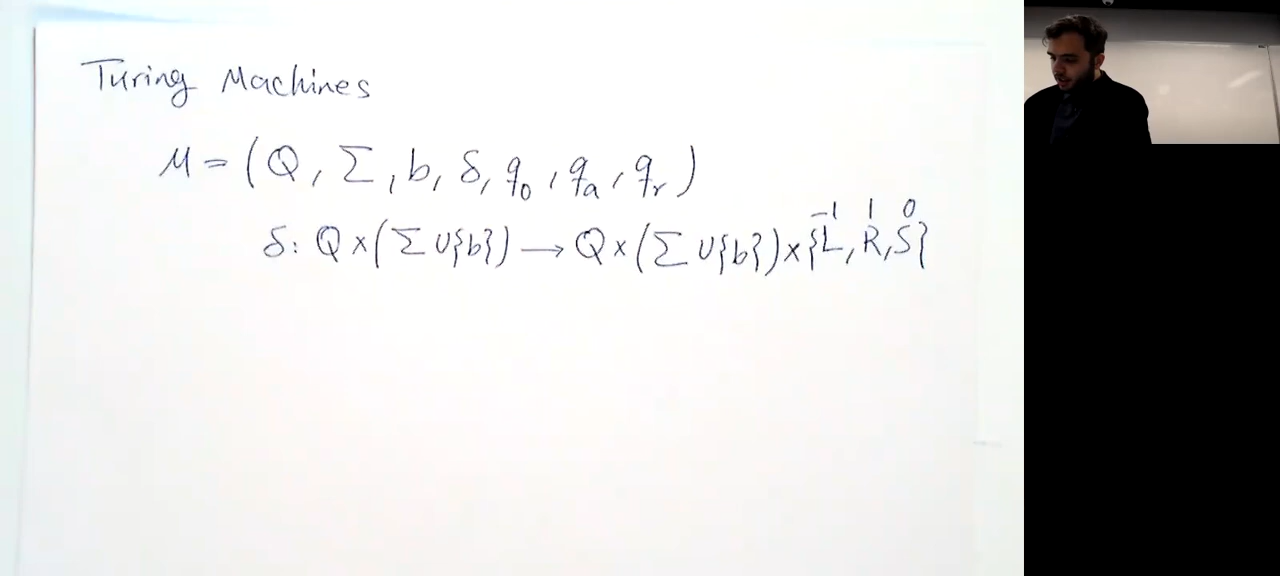 Turing Machines
M = (Q, Σ, b, δ, q₀, qₐ, qᵣ)
-1 1 0
δ: Q × (Σ ∪ {b}) → Q × (Σ ∪ {b}) × {L, R, S}